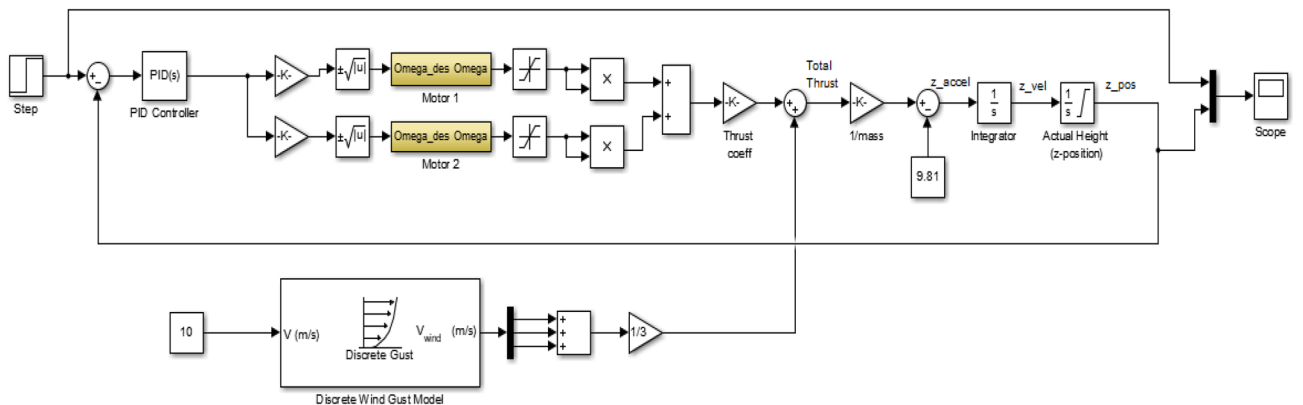 Step
+
−
PID(s)
PID Controller
-K-
±√|u|
Omega_des Omega
Motor 1
×
-K-
±√|u|
Omega_des Omega
Motor 2
×
+
+
-K-
Thrust
coeff
+
+
Total
Thrust
-K-
1/mass
+
−
z_accel
9.81
1
s
Integrator
z_vel
1
s
Actual Height
(z-position)
z_pos
Scope
10
V (m/s)
V_wind (m/s)
Discrete Gust
Discrete Wind Gust Model
+
+
+
1/3